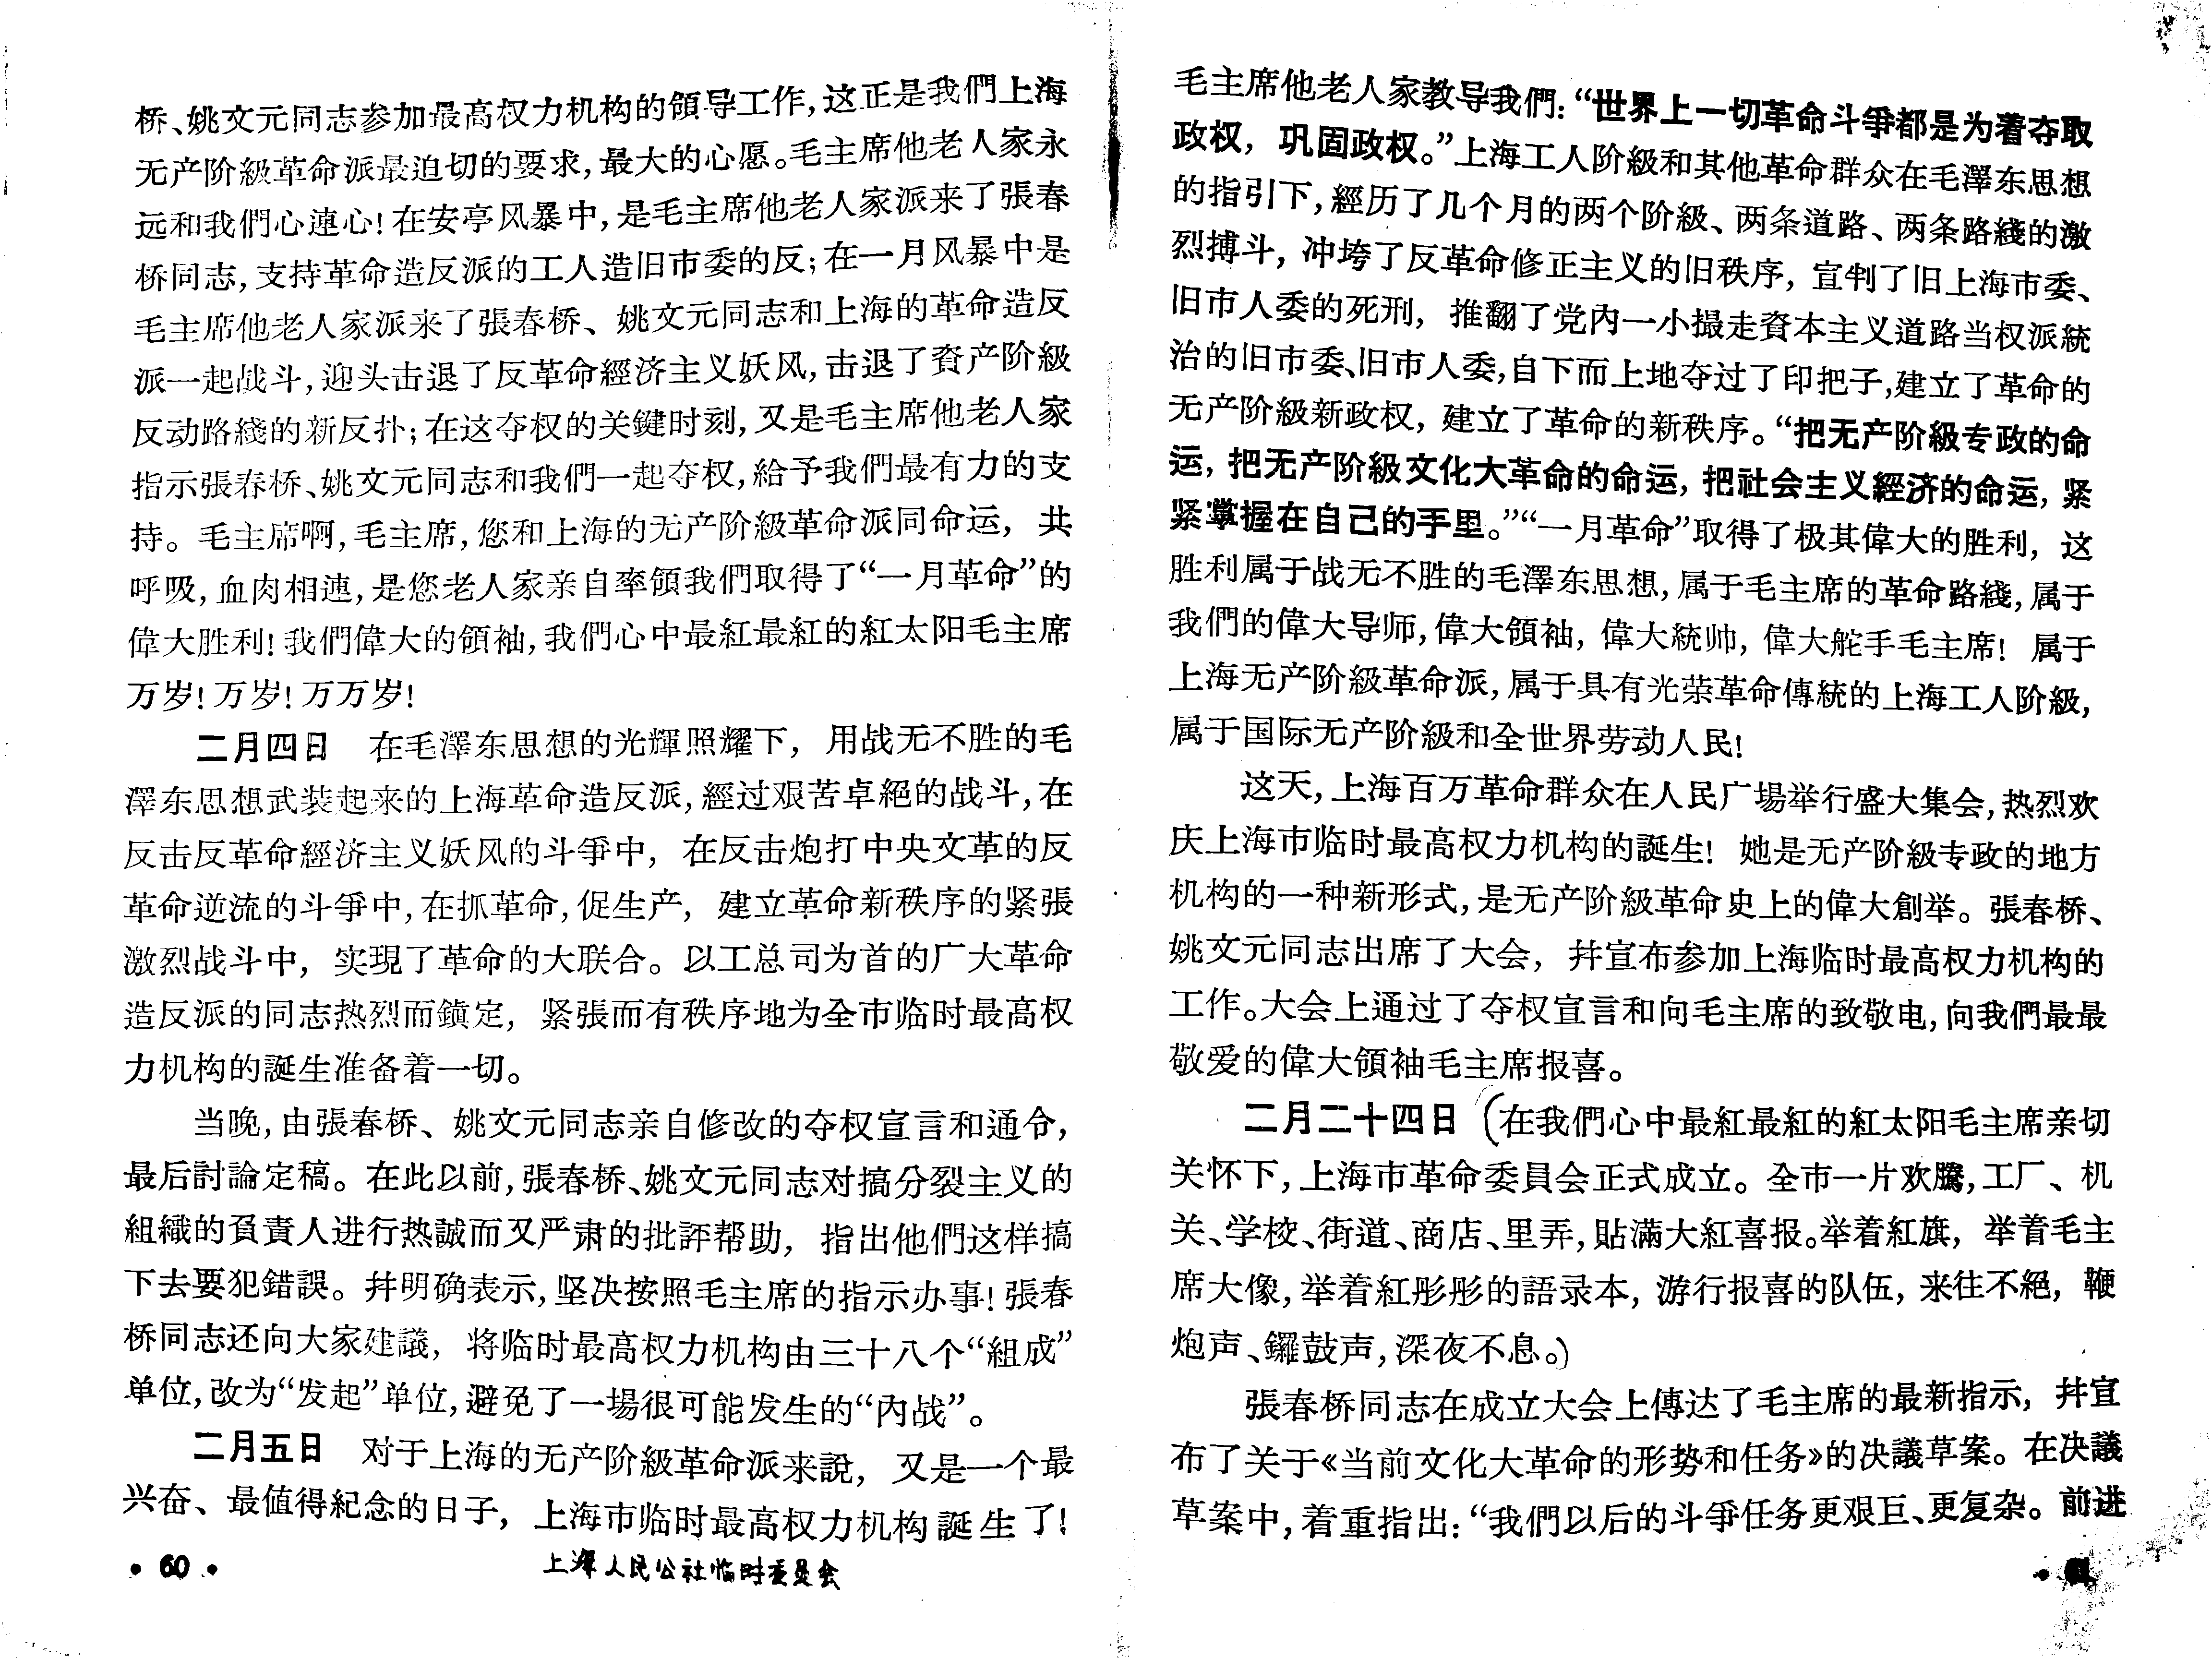 桥、姚文元同志参加最高权力机构的領导工作，这正是我們上海
无产阶級革命派最迫切的要求，最大的心愿。毛主席他老人家永
远和我們心連心！在安亭风暴中，是毛主席他老人家派来了張春
桥同志，支持革命造反派的工人造旧市委的反；在一月风暴中是
毛主席他老人家派来了張春桥、姚文元同志和上海的革命造反
派一起战斗，迎头击退了反革命經济主义妖风，击退了資产阶級
反动路綫的新反扑；在这夺权的关鍵时刻，又是毛主席他老人家
指示張春桥、姚文元同志和我們一起夺权，給予我們最有力的支
持。毛主席啊，毛主席，您和上海的无产阶級革命派同命运，共
呼吸，血肉相連，是您老人家亲自率領我們取得了“一月革命”的
偉大胜利！我們偉大的領袖，我們心中最紅最紅的紅太阳毛主席
万岁！万岁！万万岁！
二月四日　在毛澤东思想的光輝照耀下，用战无不胜的毛
澤东思想武装起来的上海革命造反派，經过艰苦卓絕的战斗，在
反击反革命經济主义妖风的斗爭中，在反击炮打中央文革的反
革命逆流的斗爭中，在抓革命，促生产，建立革命新秩序的紧張
激烈战斗中，实現了革命的大联合。以工总司为首的广大革命
造反派的同志热烈而鎮定，紧張而有秩序地为全市临时最高权
力机构的誕生准备着一切。
当晚，由張春桥、姚文元同志亲自修改的夺权宣言和通令，
最后討論定稿。在此以前，張春桥、姚文元同志对搞分裂主义的
組織的負責人进行热誠而又严肃的批評帮助，指出他們这样搞
下去要犯錯誤。幷明确表示，坚决按照毛主席的指示办事！張春
桥同志还向大家建議，将临时最高权力机构由三十八个“組成”
单位，改为“发起”单位，避免了一場很可能发生的“內战”。
二月五日　对于上海的无产阶級革命派来說，又是一个最
兴奋、最值得紀念的日子，上海市临时最高权力机构誕生了！
• 60 •
上海人民公社临时委员会
毛主席他老人家教导我們：“世界上一切革命斗爭都是为着夺取
政权，巩固政权。”上海工人阶級和其他革命群众在毛澤东思想
的指引下，經历了几个月的两个阶級、两条道路、两条路綫的激
烈搏斗，冲垮了反革命修正主义的旧秩序，宣判了旧上海市委、
旧市人委的死刑，推翻了党內一小撮走資本主义道路当权派統
治的旧市委、旧市人委，自下而上地夺过了印把子，建立了革命的
无产阶級新政权，建立了革命的新秩序。“把无产阶級专政的命
运，把无产阶級文化大革命的命运，把社会主义經济的命运，紧
紧掌握在自己的手里。”“一月革命”取得了极其偉大的胜利，这
胜利属于战无不胜的毛澤东思想，属于毛主席的革命路綫，属于
我們的偉大导师，偉大領袖，偉大統帅，偉大舵手毛主席！属于
上海无产阶級革命派，属于具有光荣革命傳統的上海工人阶級，
属于国际无产阶級和全世界劳动人民！
这天，上海百万革命群众在人民广場举行盛大集会，热烈欢
庆上海市临时最高权力机构的誕生！她是无产阶級专政的地方
机构的一种新形式，是无产阶級革命史上的偉大創举。張春桥、
姚文元同志出席了大会，幷宣布参加上海临时最高权力机构的
工作。大会上通过了夺权宣言和向毛主席的致敬电，向我們最最
敬爱的偉大領袖毛主席报喜。
二月二十四日（在我們心中最紅最紅的紅太阳毛主席亲切
关怀下，上海市革命委員会正式成立。全市一片欢騰，工厂、机
关、学校、街道、商店、里弄，貼滿大紅喜报。举着紅旗，举着毛主
席大像，举着紅彤彤的語录本，游行报喜的队伍，来往不絕，鞭
炮声、鑼鼓声，深夜不息。）
張春桥同志在成立大会上傳达了毛主席的最新指示，幷宣
布了关于《当前文化大革命的形势和任务》的决議草案。在决議
草案中，着重指出：“我們以后的斗爭任务更艰巨、更复杂。前进